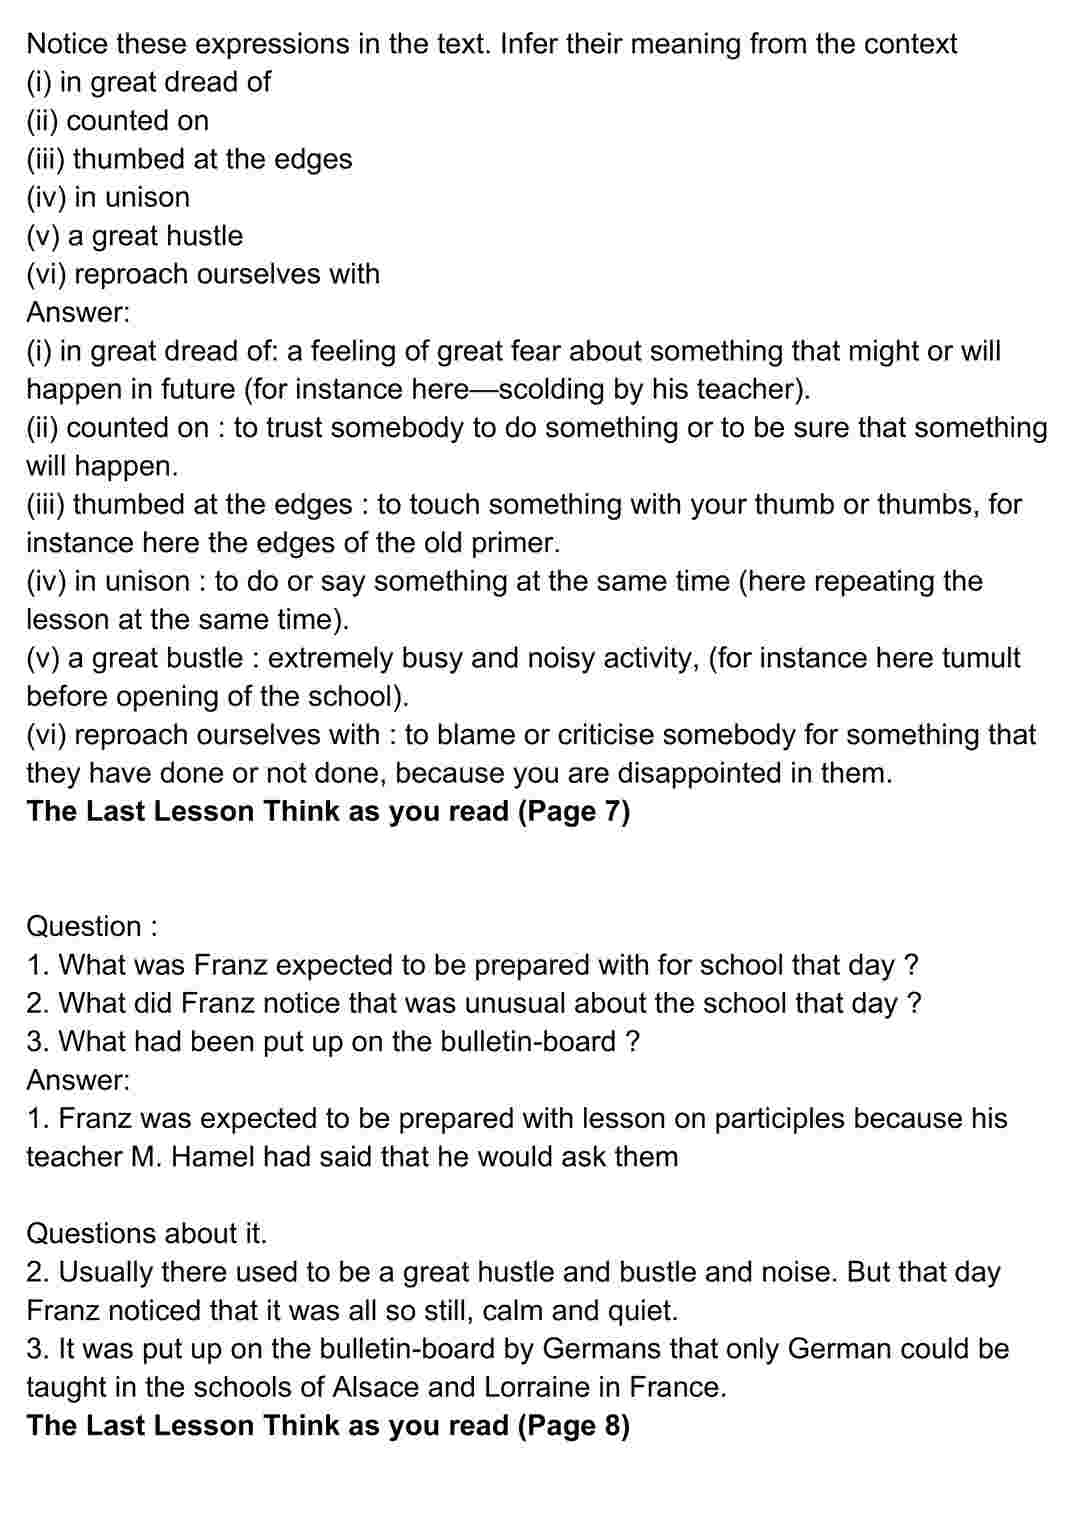 Notice these expressions in the text. Infer their meaning from the context
(i) in great dread of
(ii) counted on
(iii) thumbed at the edges
(iv) in unison
(v) a great hustle
(vi) reproach ourselves with
Answer:
(i) in great dread of: a feeling of great fear about something that might or will
happen in future (for instance here—scolding by his teacher).
(ii) counted on : to trust somebody to do something or to be sure that something
will happen.
(iii) thumbed at the edges : to touch something with your thumb or thumbs, for
instance here the edges of the old primer.
(iv) in unison : to do or say something at the same time (here repeating the
lesson at the same time).
(v) a great bustle : extremely busy and noisy activity, (for instance here tumult
before opening of the school).
(vi) reproach ourselves with : to blame or criticise somebody for something that
they have done or not done, because you are disappointed in them.
The Last Lesson Think as you read (Page 7)
Question :
1. What was Franz expected to be prepared with for school that day ?
2. What did Franz notice that was unusual about the school that day ?
3. What had been put up on the bulletin-board ?
Answer:
1. Franz was expected to be prepared with lesson on participles because his
teacher M. Hamel had said that he would ask them
Questions about it.
2. Usually there used to be a great hustle and bustle and noise. But that day
Franz noticed that it was all so still, calm and quiet.
3. It was put up on the bulletin-board by Germans that only German could be
taught in the schools of Alsace and Lorraine in France.
The Last Lesson Think as you read (Page 8)